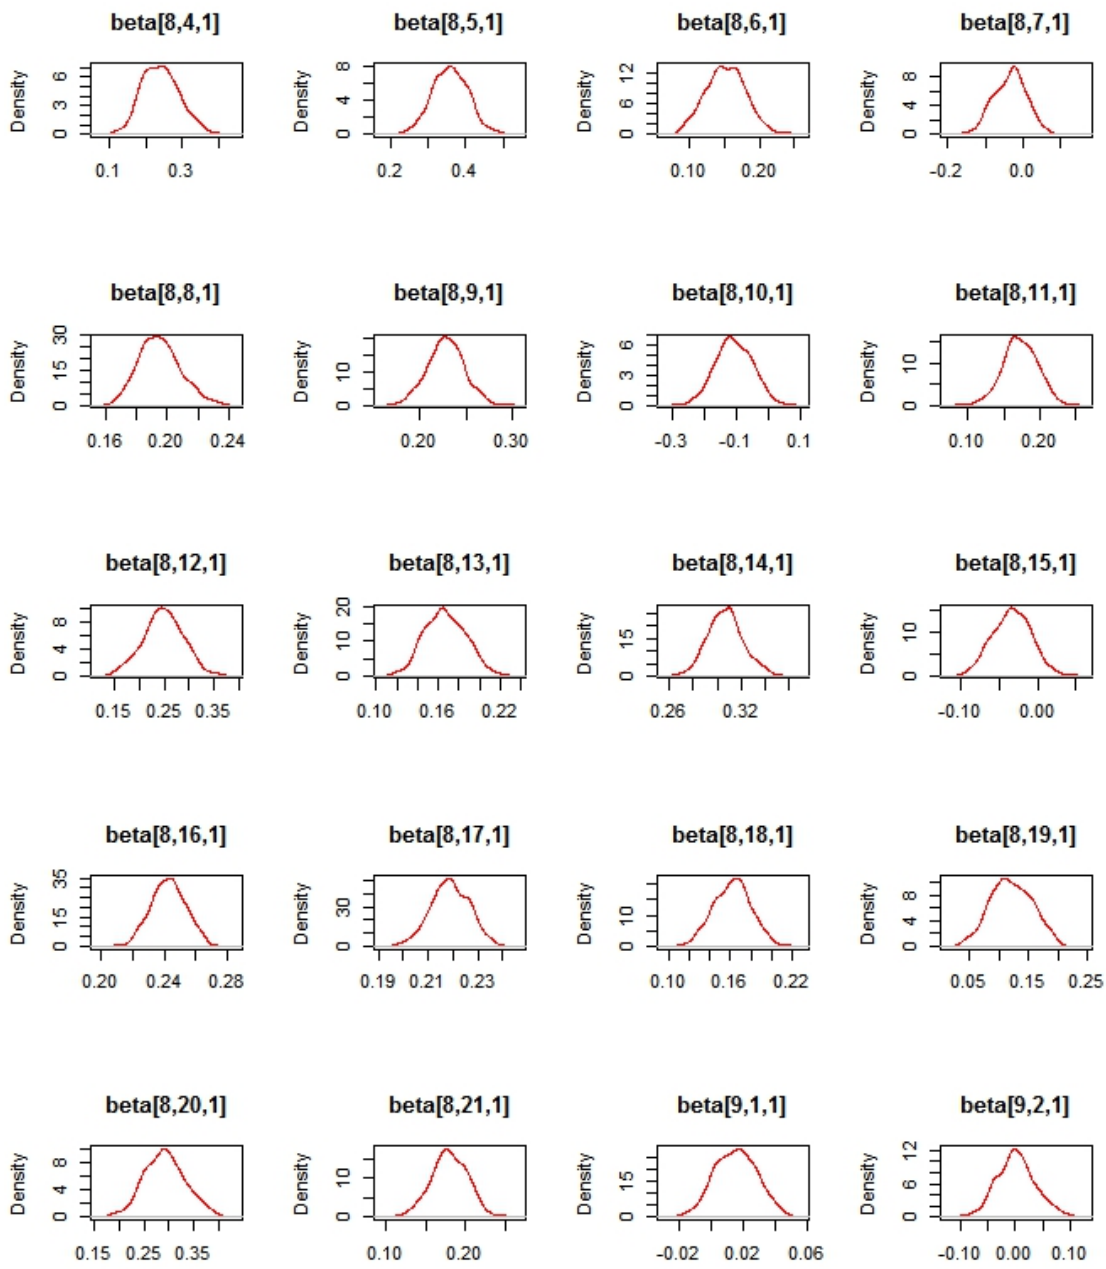 beta[8,4,1] beta[8,5,1] beta[8,6,1] beta[8,7,1]
Density 0 3 6 Density 0 4 8 Density 0 6 12 Density 0 4 8
0.1 0.3 0.2 0.4 0.10 0.20 -0.2 0.0
beta[8,8,1] beta[8,9,1] beta[8,10,1] beta[8,11,1]
Density 0 15 30 Density 0 10 Density 0 3 6 Density 0 10
0.16 0.20 0.24 0.20 0.30 -0.3 -0.1 0.1 0.10 0.20
beta[8,12,1] beta[8,13,1] beta[8,14,1] beta[8,15,1]
Density 0 4 8 Density 0 10 20 Density 0 15 Density 0 10
0.15 0.25 0.35 0.10 0.16 0.22 0.26 0.32 -0.10 0.00
beta[8,16,1] beta[8,17,1] beta[8,18,1] beta[8,19,1]
Density 0 15 35 Density 0 30 Density 0 10 Density 0 4 8
0.20 0.24 0.28 0.19 0.21 0.23 0.10 0.16 0.22 0.05 0.15 0.25
beta[8,20,1] beta[8,21,1] beta[9,1,1] beta[9,2,1]
Density 0 4 8 Density 0 10 Density 0 15 Density 0 6 12
0.15 0.25 0.35 0.10 0.20 -0.02 0.02 0.06 -0.10 0.00 0.10